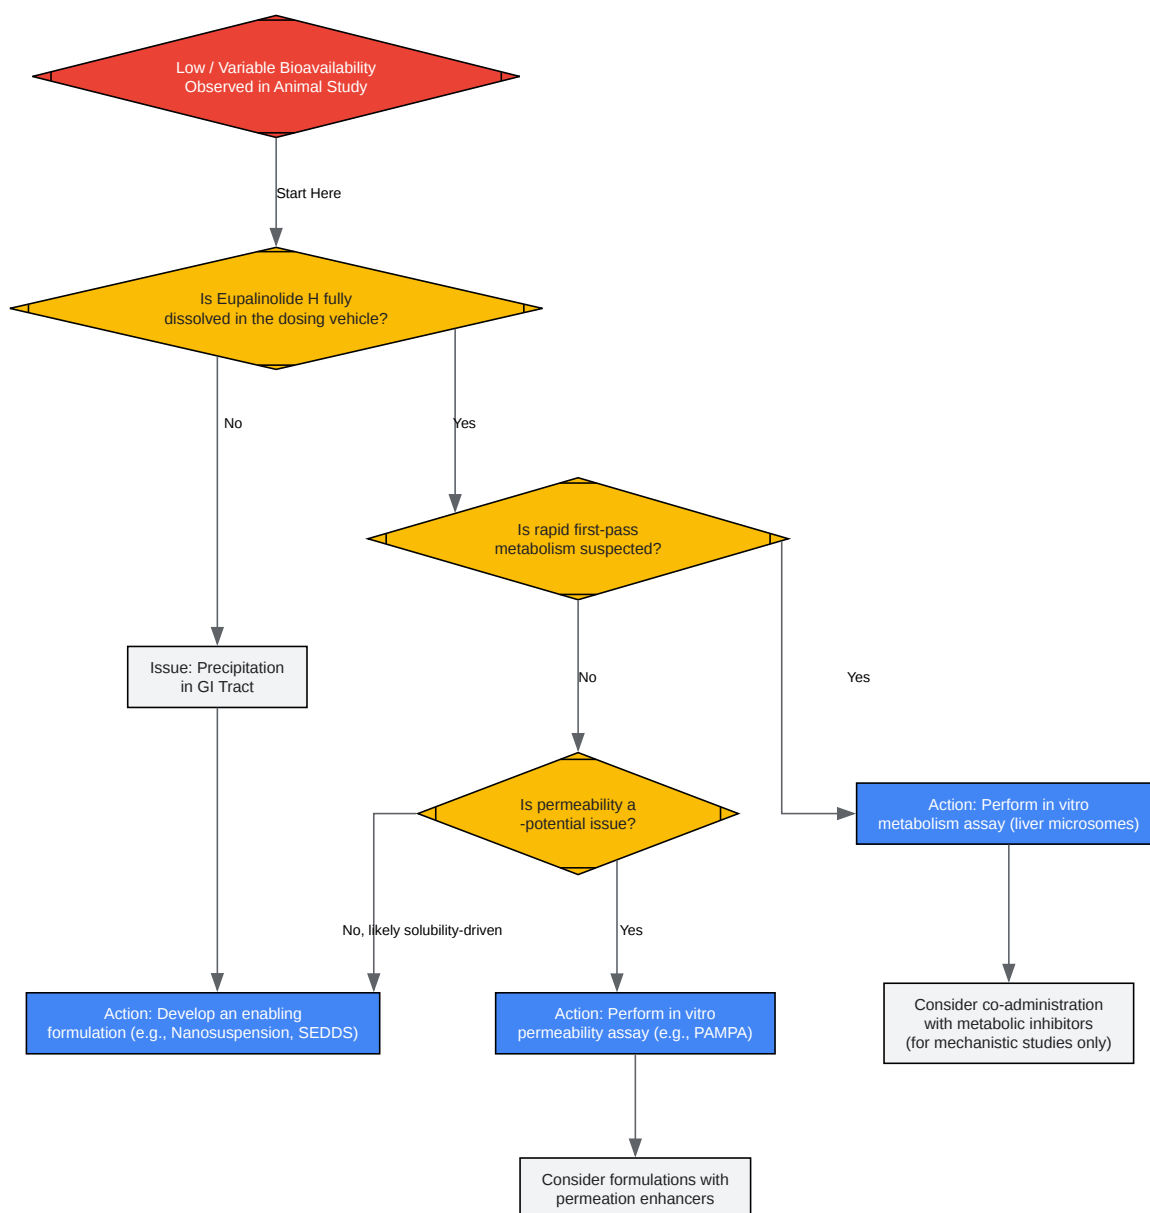 Low / Variable Bioavailability
Observed in Animal Study
Start Here
Is Eupalinolide H fully
dissolved in the dosing vehicle?
No
Yes
Is rapid first-pass
metabolism suspected?
Issue: Precipitation
in GI Tract
No
Yes
Is permeability a
-potential issue?
Action: Perform in vitro
metabolism assay (liver microsomes)
No, likely solubility-driven
Yes
Action: Develop an enabling
formulation (e.g., Nanosuspension, SEDDS)
Action: Perform in vitro
permeability assay (e.g., PAMPA)
Consider co-administration
with metabolic inhibitors
(for mechanistic studies only)
Consider formulations with
permeation enhancers